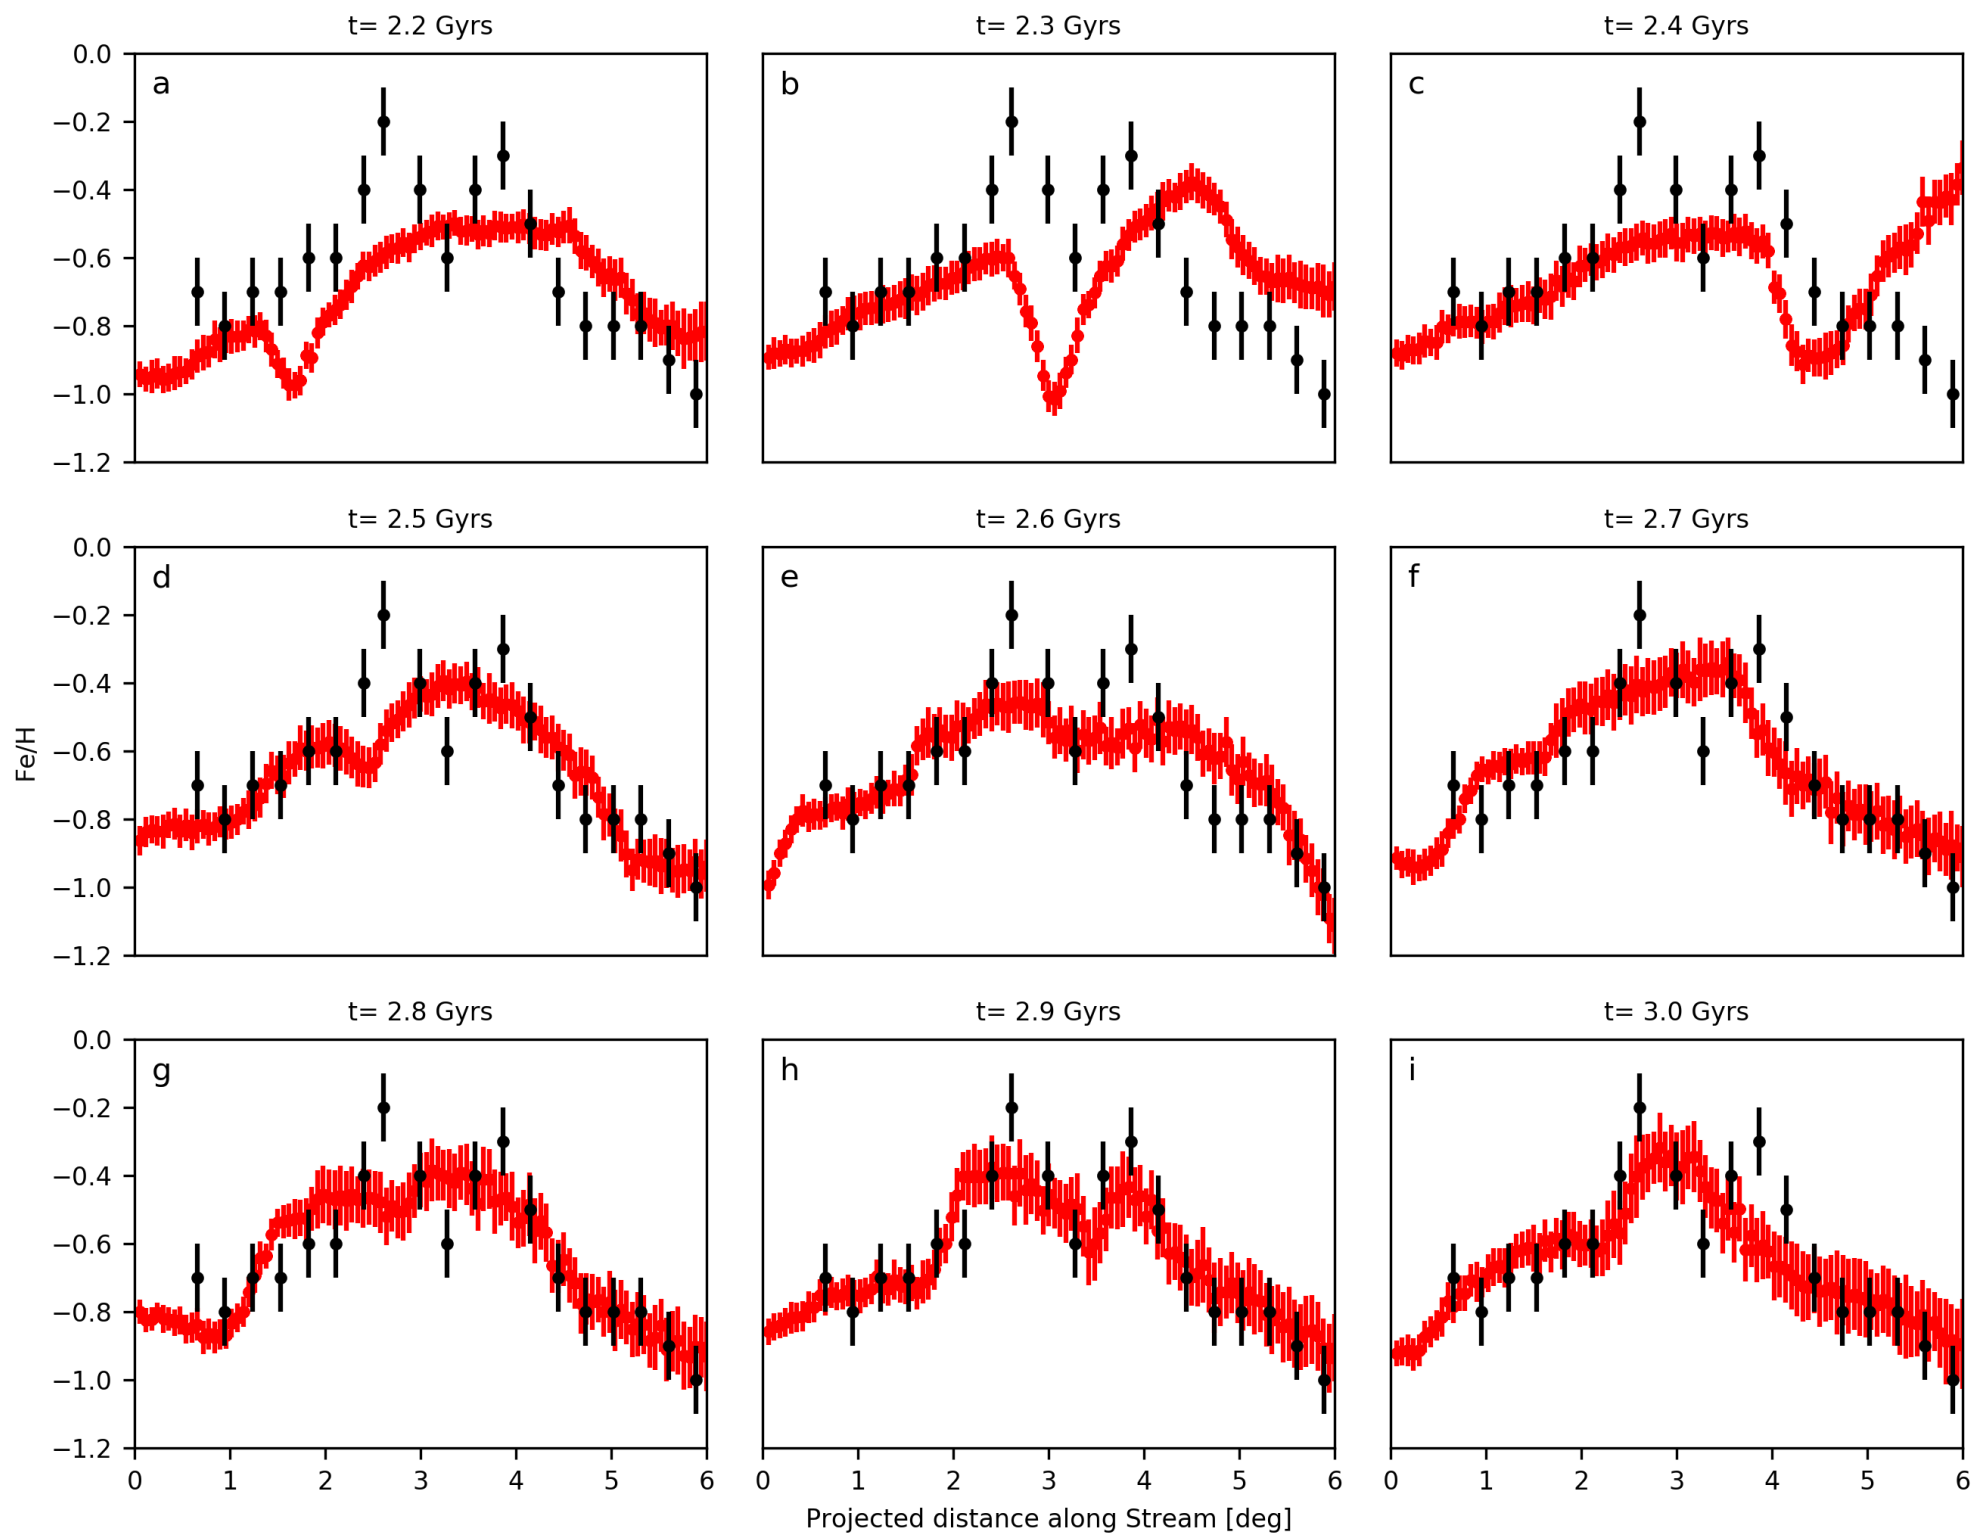 t= 2.2 Gyrs t= 2.3 Gyrs t= 2.4 Gyrs
0.0
a b c
−0.2
−0.4
−0.6
−0.8
−1.0
−1.2
t= 2.5 Gyrs t= 2.6 Gyrs t= 2.7 Gyrs
0.0
d e f
−0.2
−0.4
−0.6
Fe/H
−0.8
−1.0
−1.2
t= 2.8 Gyrs t= 2.9 Gyrs t= 3.0 Gyrs
0.0
g h i
−0.2
−0.4
−0.6
−0.8
−1.0
−1.2
0 1 2 3 4 5 6 0 1 2 3 4 5 6 0 1 2 3 4 5 6
Projected distance along Stream [deg]